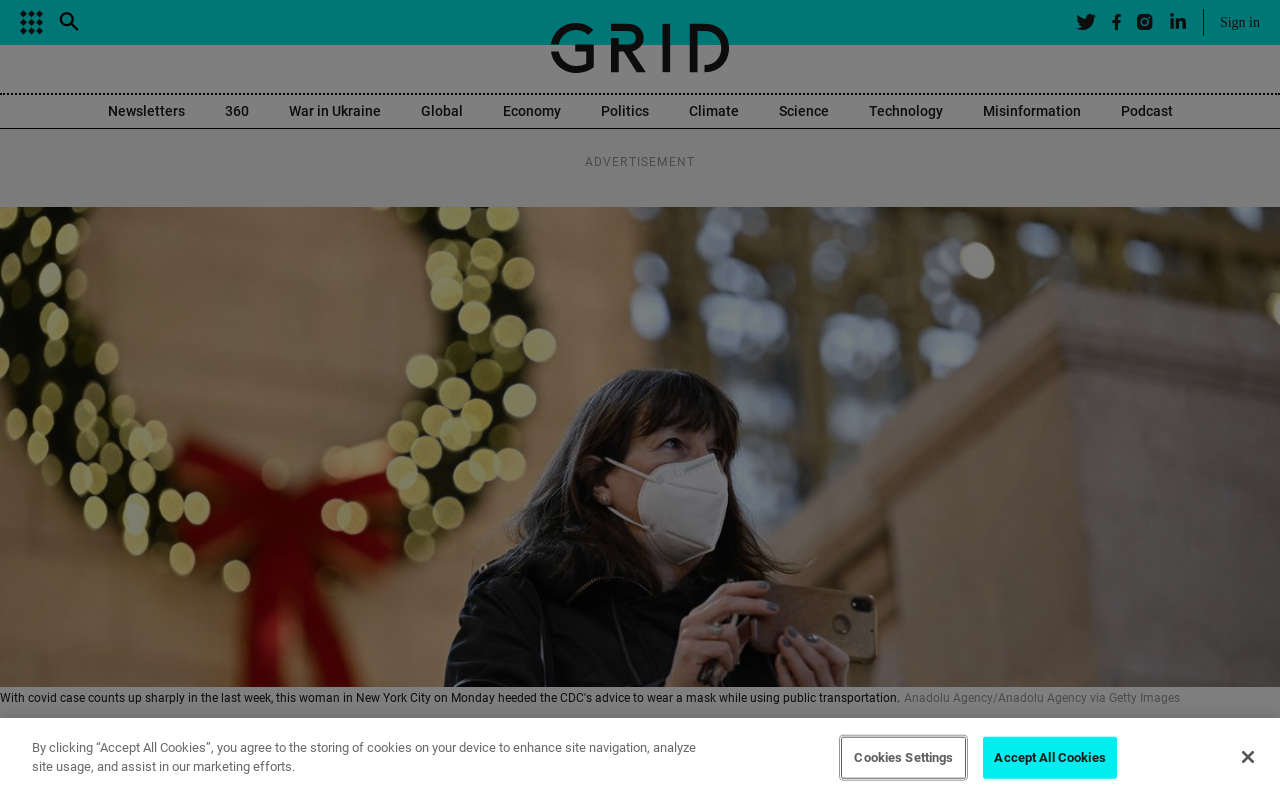 GRID
Sign in
Newsletters 360 War in Ukraine Global Economy Politics Climate Science Technology Misinformation Podcast
ADVERTISEMENT
With covid case counts up sharply in the last week, this woman in New York City on Monday heeded the CDC's advice to wear a mask while using public transportation. Anadolu Agency/Anadolu Agency via Getty Images
By clicking “Accept All Cookies”, you agree to the storing of cookies on your device to enhance site navigation, analyze
site usage, and assist in our marketing efforts.
Cookies Settings
Accept All Cookies